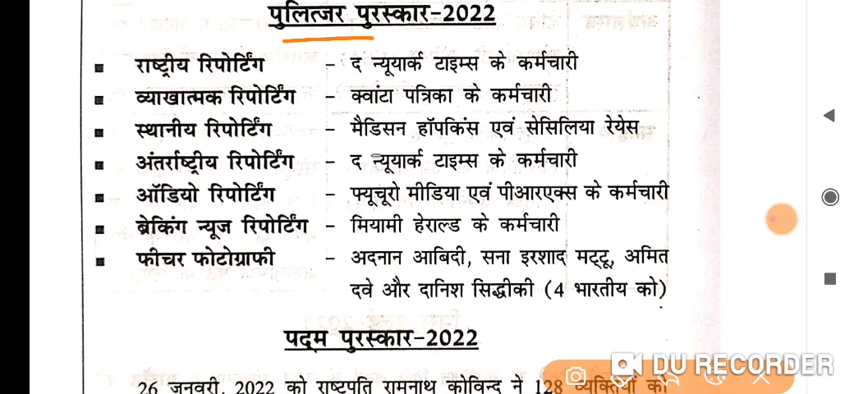 पुलित्जर पुरस्कार-2022
▪ राष्ट्रीय रिपोर्टिंग – द न्यूयार्क टाइम्स के कर्मचारी
▪ व्याखात्मक रिपोर्टिंग – क्वांटा पत्रिका के कर्मचारी
▪ स्थानीय रिपोर्टिंग – मैडिसन हॉपकिंस एवं सेसिलिया रेयेस
▪ अंतर्राष्ट्रीय रिपोर्टिंग – द न्यूयार्क टाइम्स के कर्मचारी
▪ ऑडियो रिपोर्टिंग – फ्यूचूरो मीडिया एवं पीआरएक्स के कर्मचारी
▪ ब्रेकिंग न्यूज रिपोर्टिंग – मियामी हेराल्ड के कर्मचारी
▪ फीचर फोटोग्राफी – अदनान आबिदी, सना इरशाद मट्टू, अमित
दवे और दानिश सिद्धीकी (4 भारतीय को)
पद्म पुरस्कार-2022
26 जनवरी, 2022 को राष्टपति रामनाथ कोविन्द ने 128 व्यक्तियों को
DU RECORDER